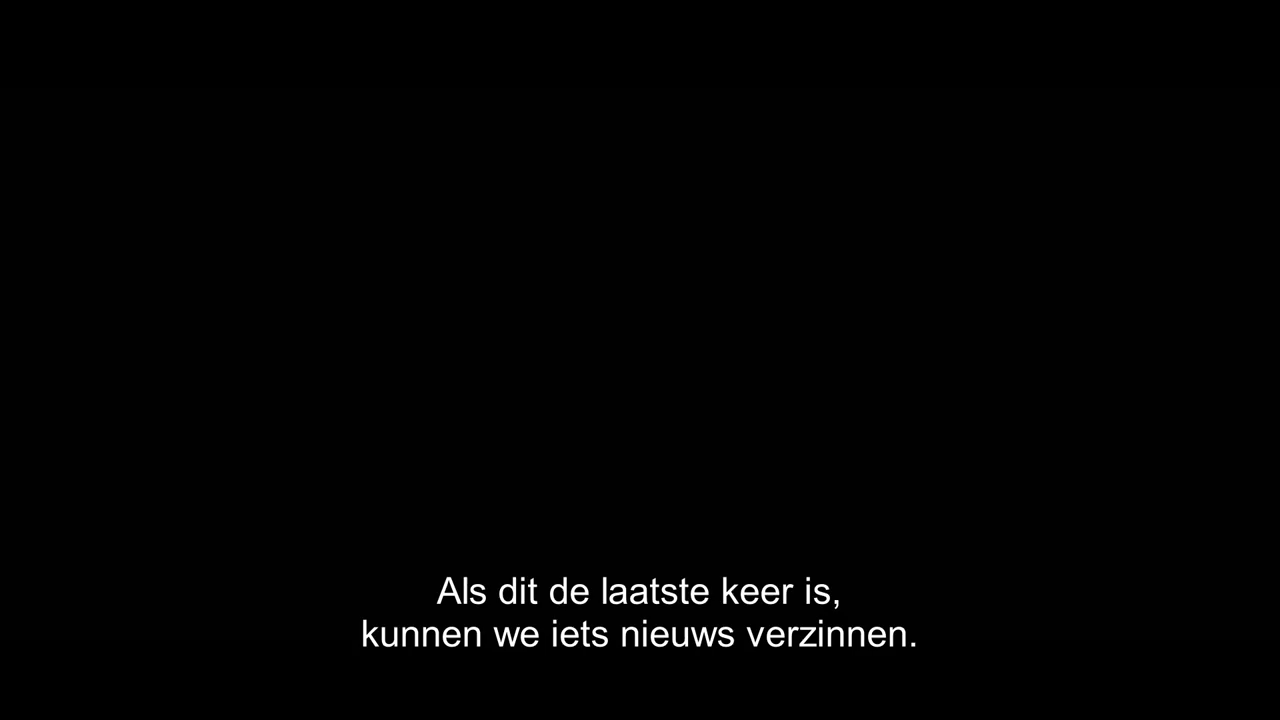 Als dit de laatste keer is,
kunnen we iets nieuws verzinnen.